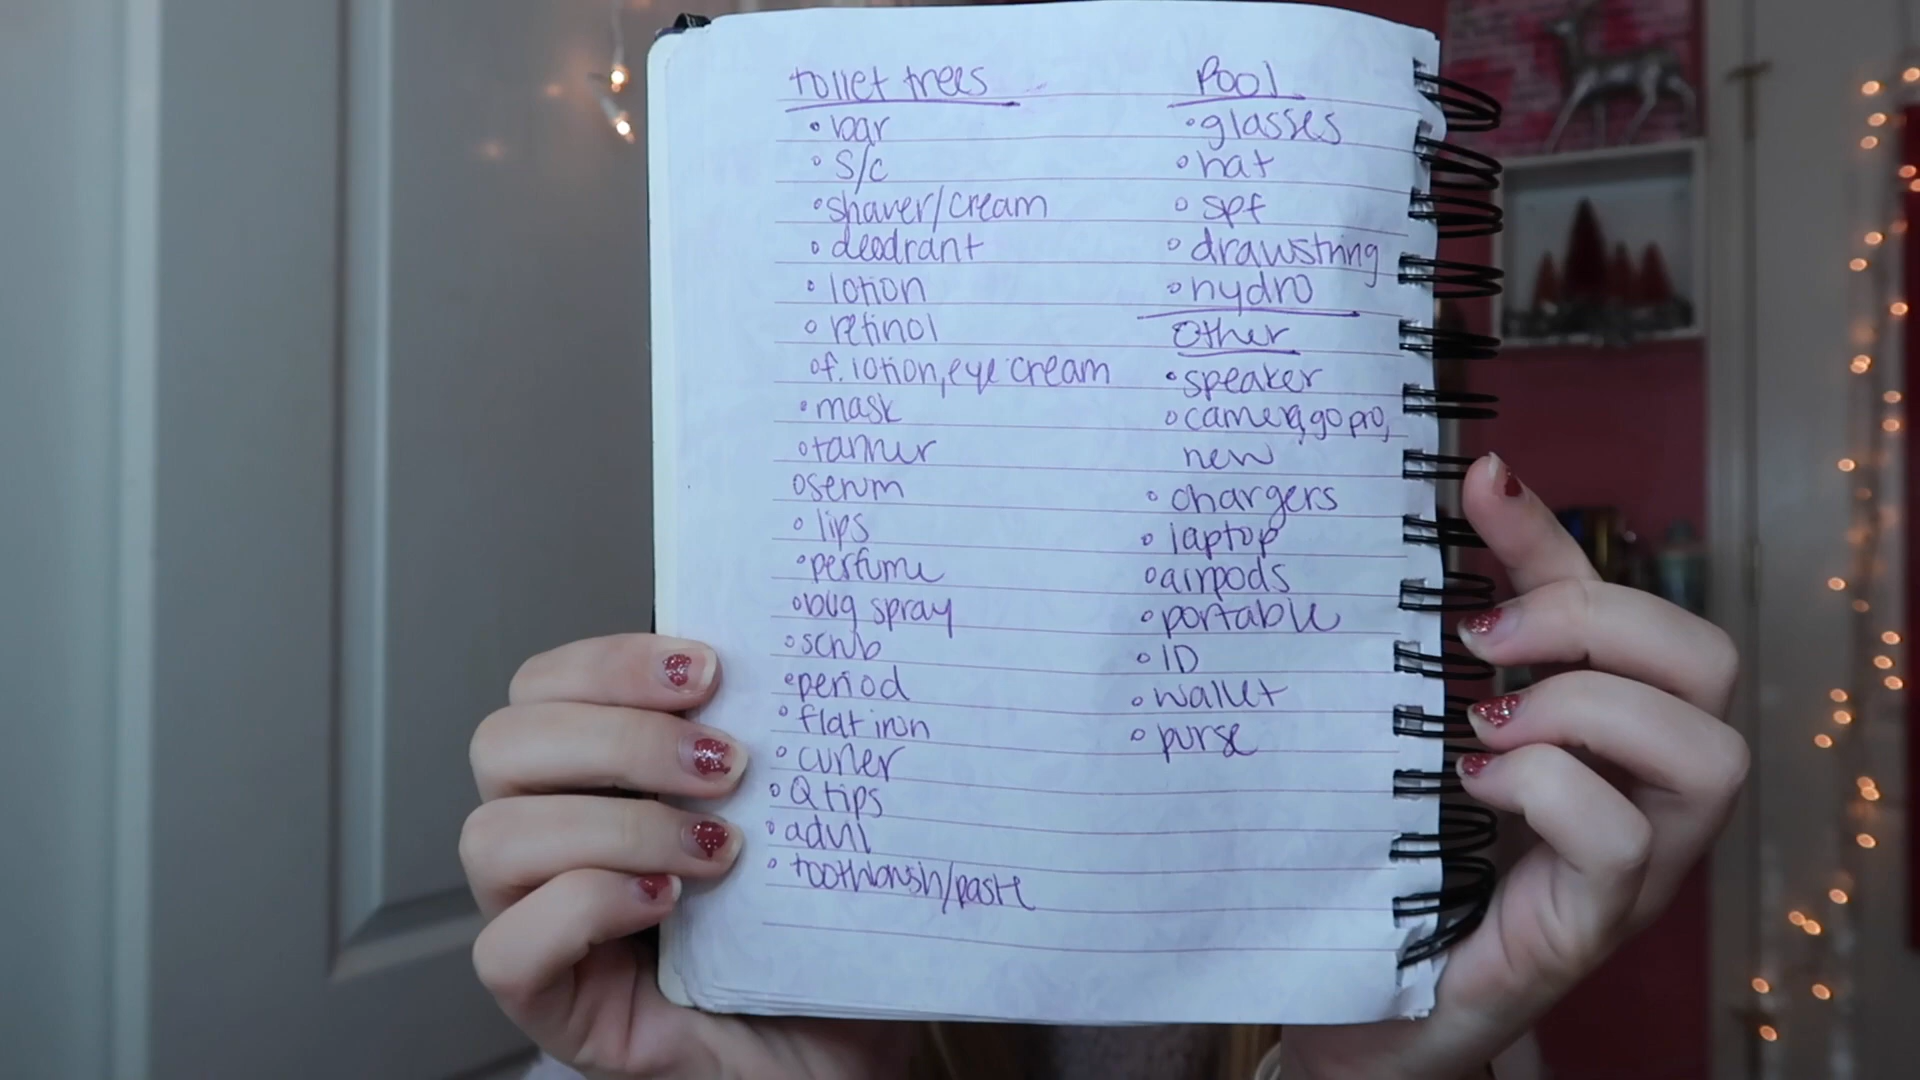 toilet trees
bar
s/c
shaver/cream
deodrant
lotion
retinol
f. lotion, eye cream
mask
tanner
serum
lips
perfume
bug spray
scrub
period
flat iron
curler
Q tips
advil
toothbrush/paste
Pool
glasses
hat
spf
drawstring
hydro
Other
speaker
camera, go pro,
new
chargers
laptop
airpods
portable
ID
wallet
purse